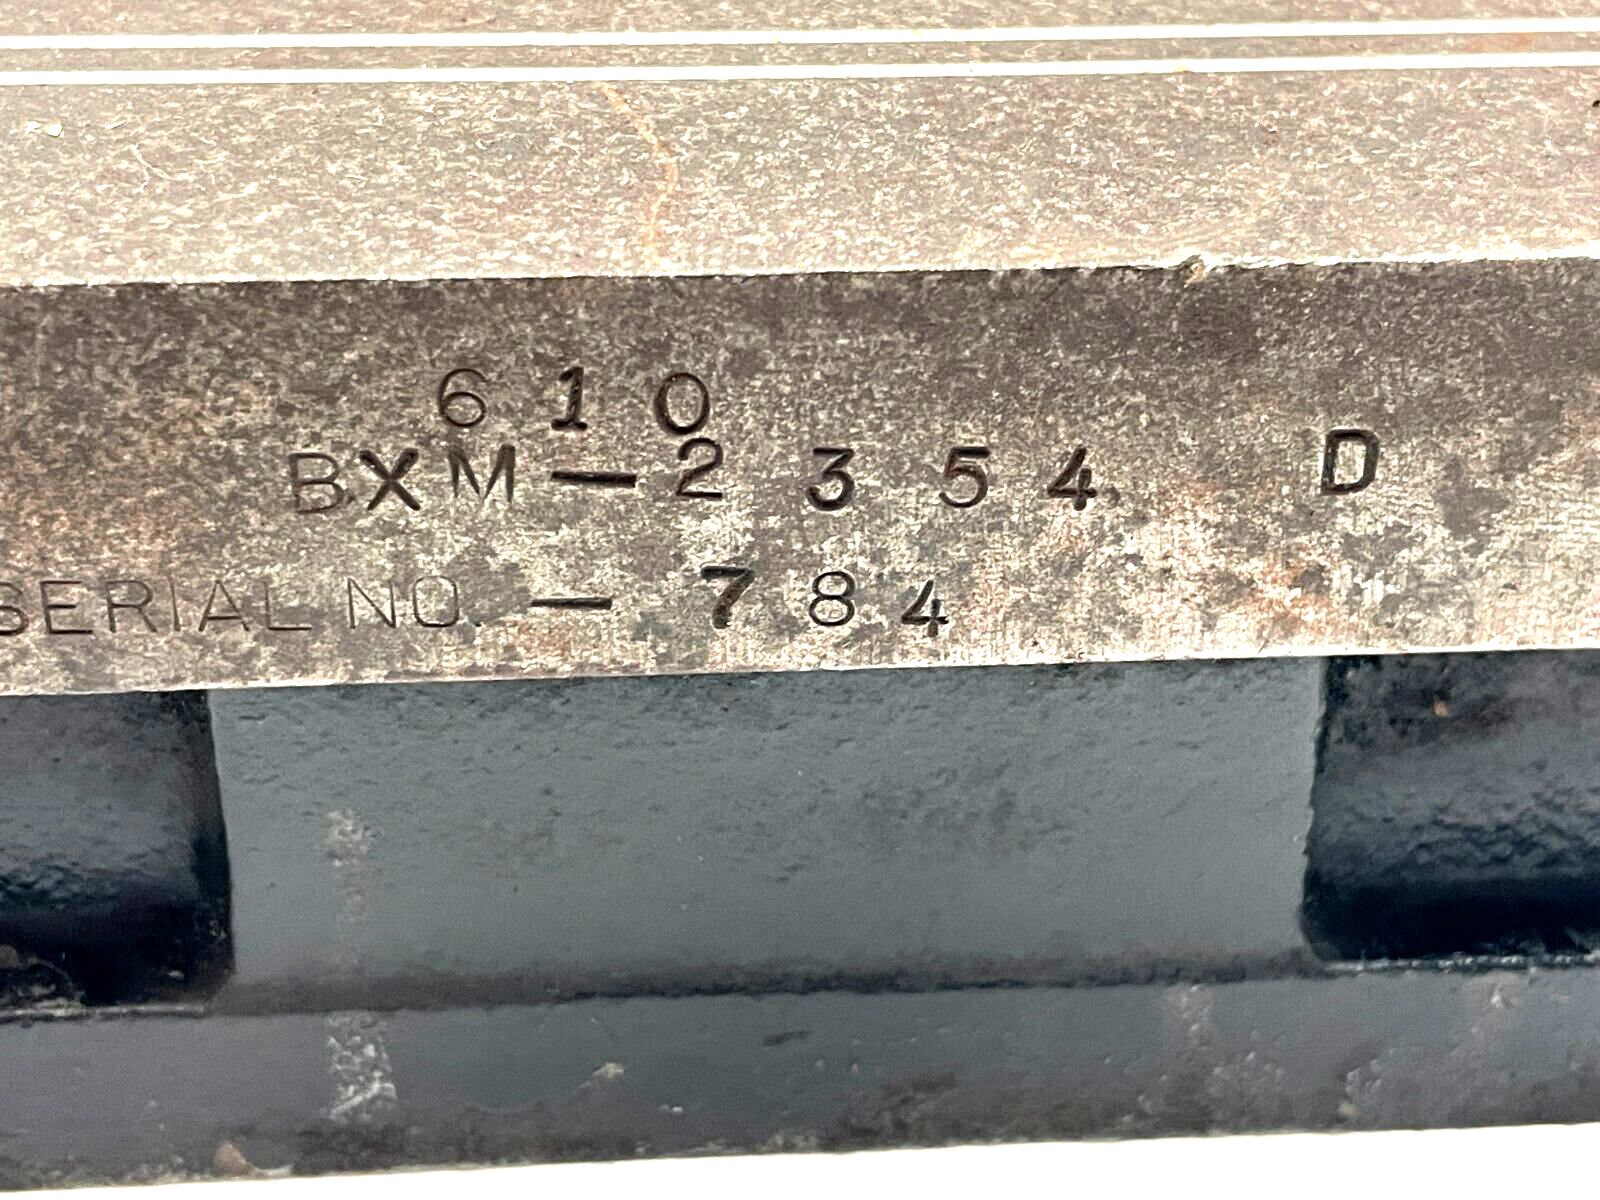 610
BXM-2354 D
SERIAL NO. - 784